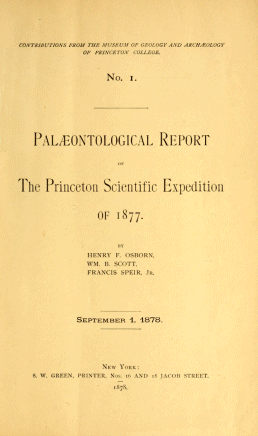 CONTRIBUTIONS FROM THE MUSEUM OF GEOLOGY AND ARCHÆOLOGY
OF PRINCETON COLLEGE.
No. 1.
PALÆONTOLOGICAL REPORT
OF
The Princeton Scientific Expedition
OF 1877.
BY
HENRY F. OSBORN,
WM. B. SCOTT,
FRANCIS SPEIR, Jr.
SEPTEMBER 1, 1878.
NEW YORK:
S. W. GREEN, PRINTER, Nos. 16 AND 18 JACOB STREET.
1878.